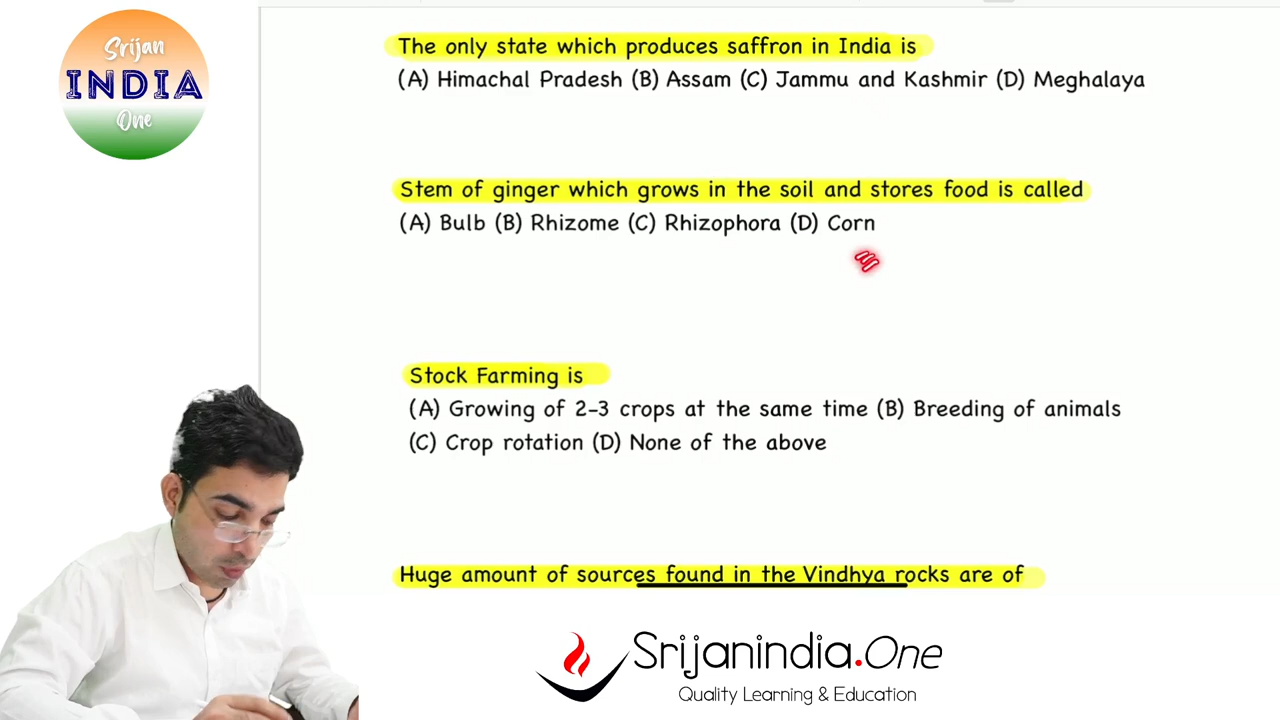 Srijan
INDIA
One
The only state which produces saffron in India is
(A) Himachal Pradesh (B) Assam (C) Jammu and Kashmir (D) Meghalaya
Stem of ginger which grows in the soil and stores food is called
(A) Bulb (B) Rhizome (C) Rhizophora (D) Corn
Stock Farming is
(A) Growing of 2-3 crops at the same time (B) Breeding of animals
(C) Crop rotation (D) None of the above
Huge amount of sources found in the Vindhya rocks are of
Srijanindia.One
Quality Learning & Education